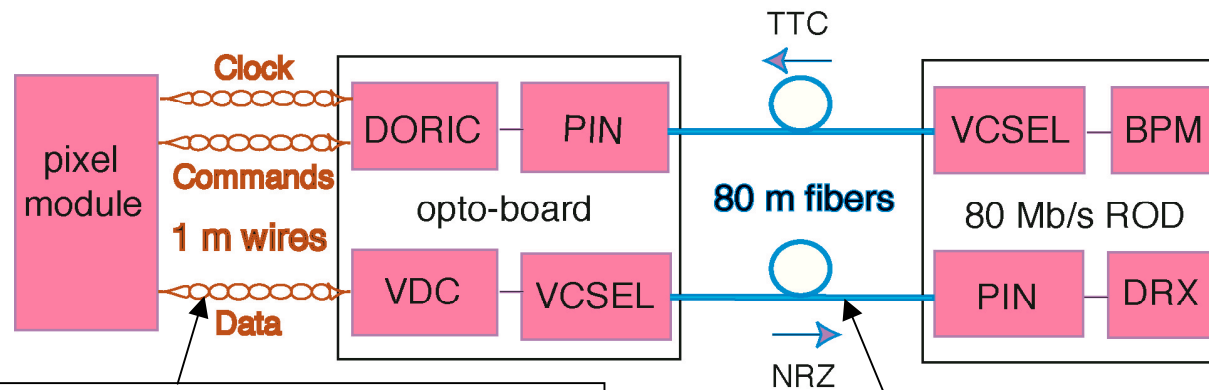 TTC
Clock
DORIC
PIN
VCSEL
BPM
pixel
module
Commands
opto-board
80 m fibers
80 Mb/s ROD
1 m wires
VDC
VCSEL
PIN
DRX
Data
NRZ